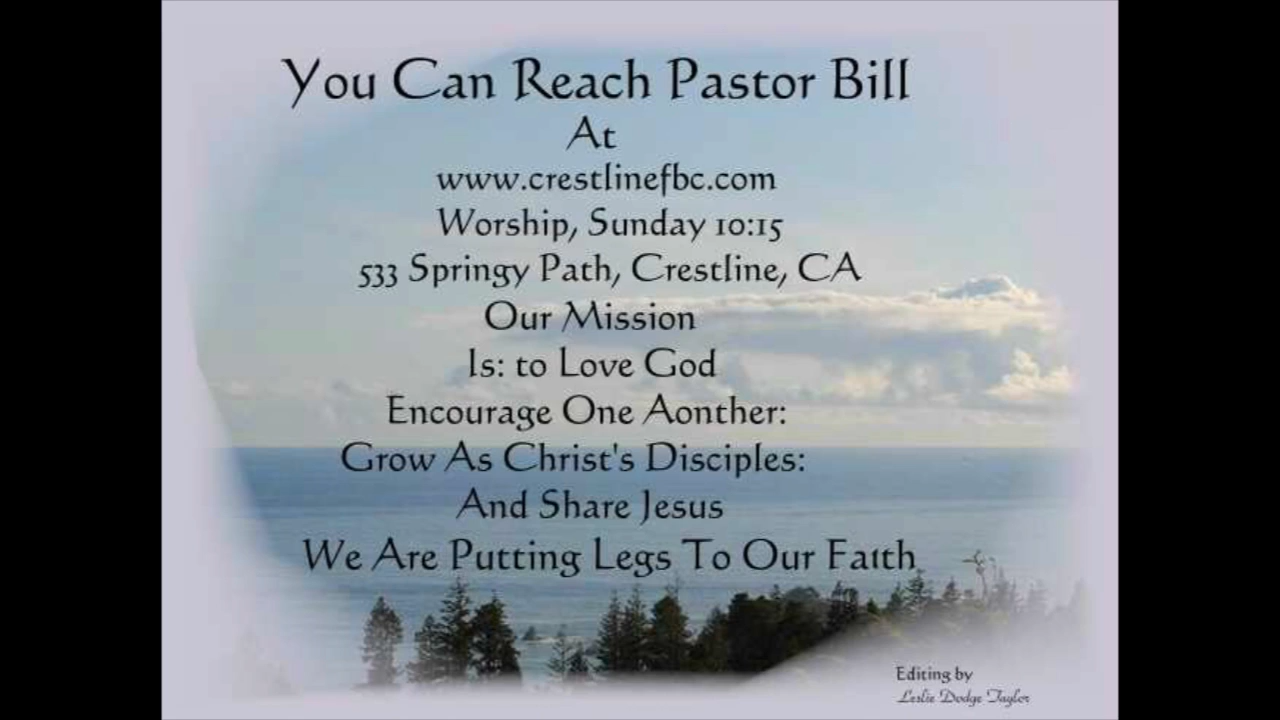 You Can Reach Pastor Bill
At
www.crestlinefbc.com
Worship, Sunday 10:15
533 Springy Path, Crestline, CA
Our Mission
Is: to Love God
Encourage One Aonther:
Grow As Christ's Disciples:
And Share Jesus
We Are Putting Legs To Our Faith
Editing by
Leslie Dodge Taylor